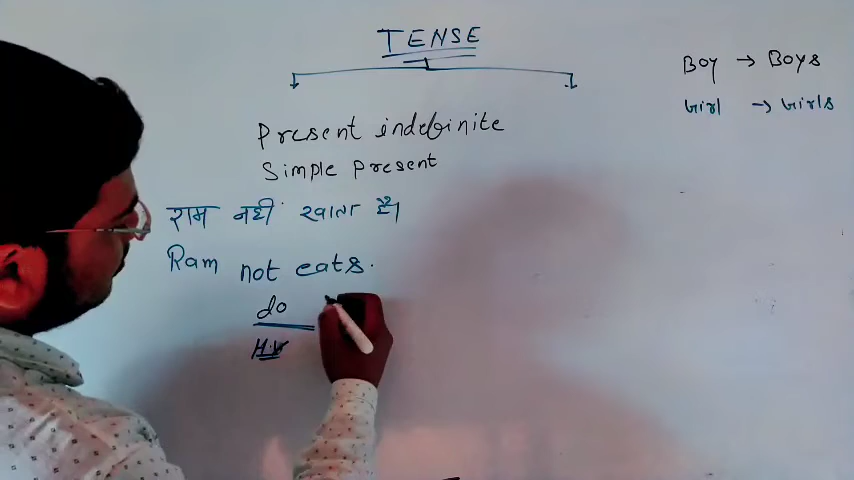 TENSE
Boy → Boys
Girl → Girls
Present indefinite
Simple Present
राम नहीं खाता है।
Ram not eats.
do
H.V